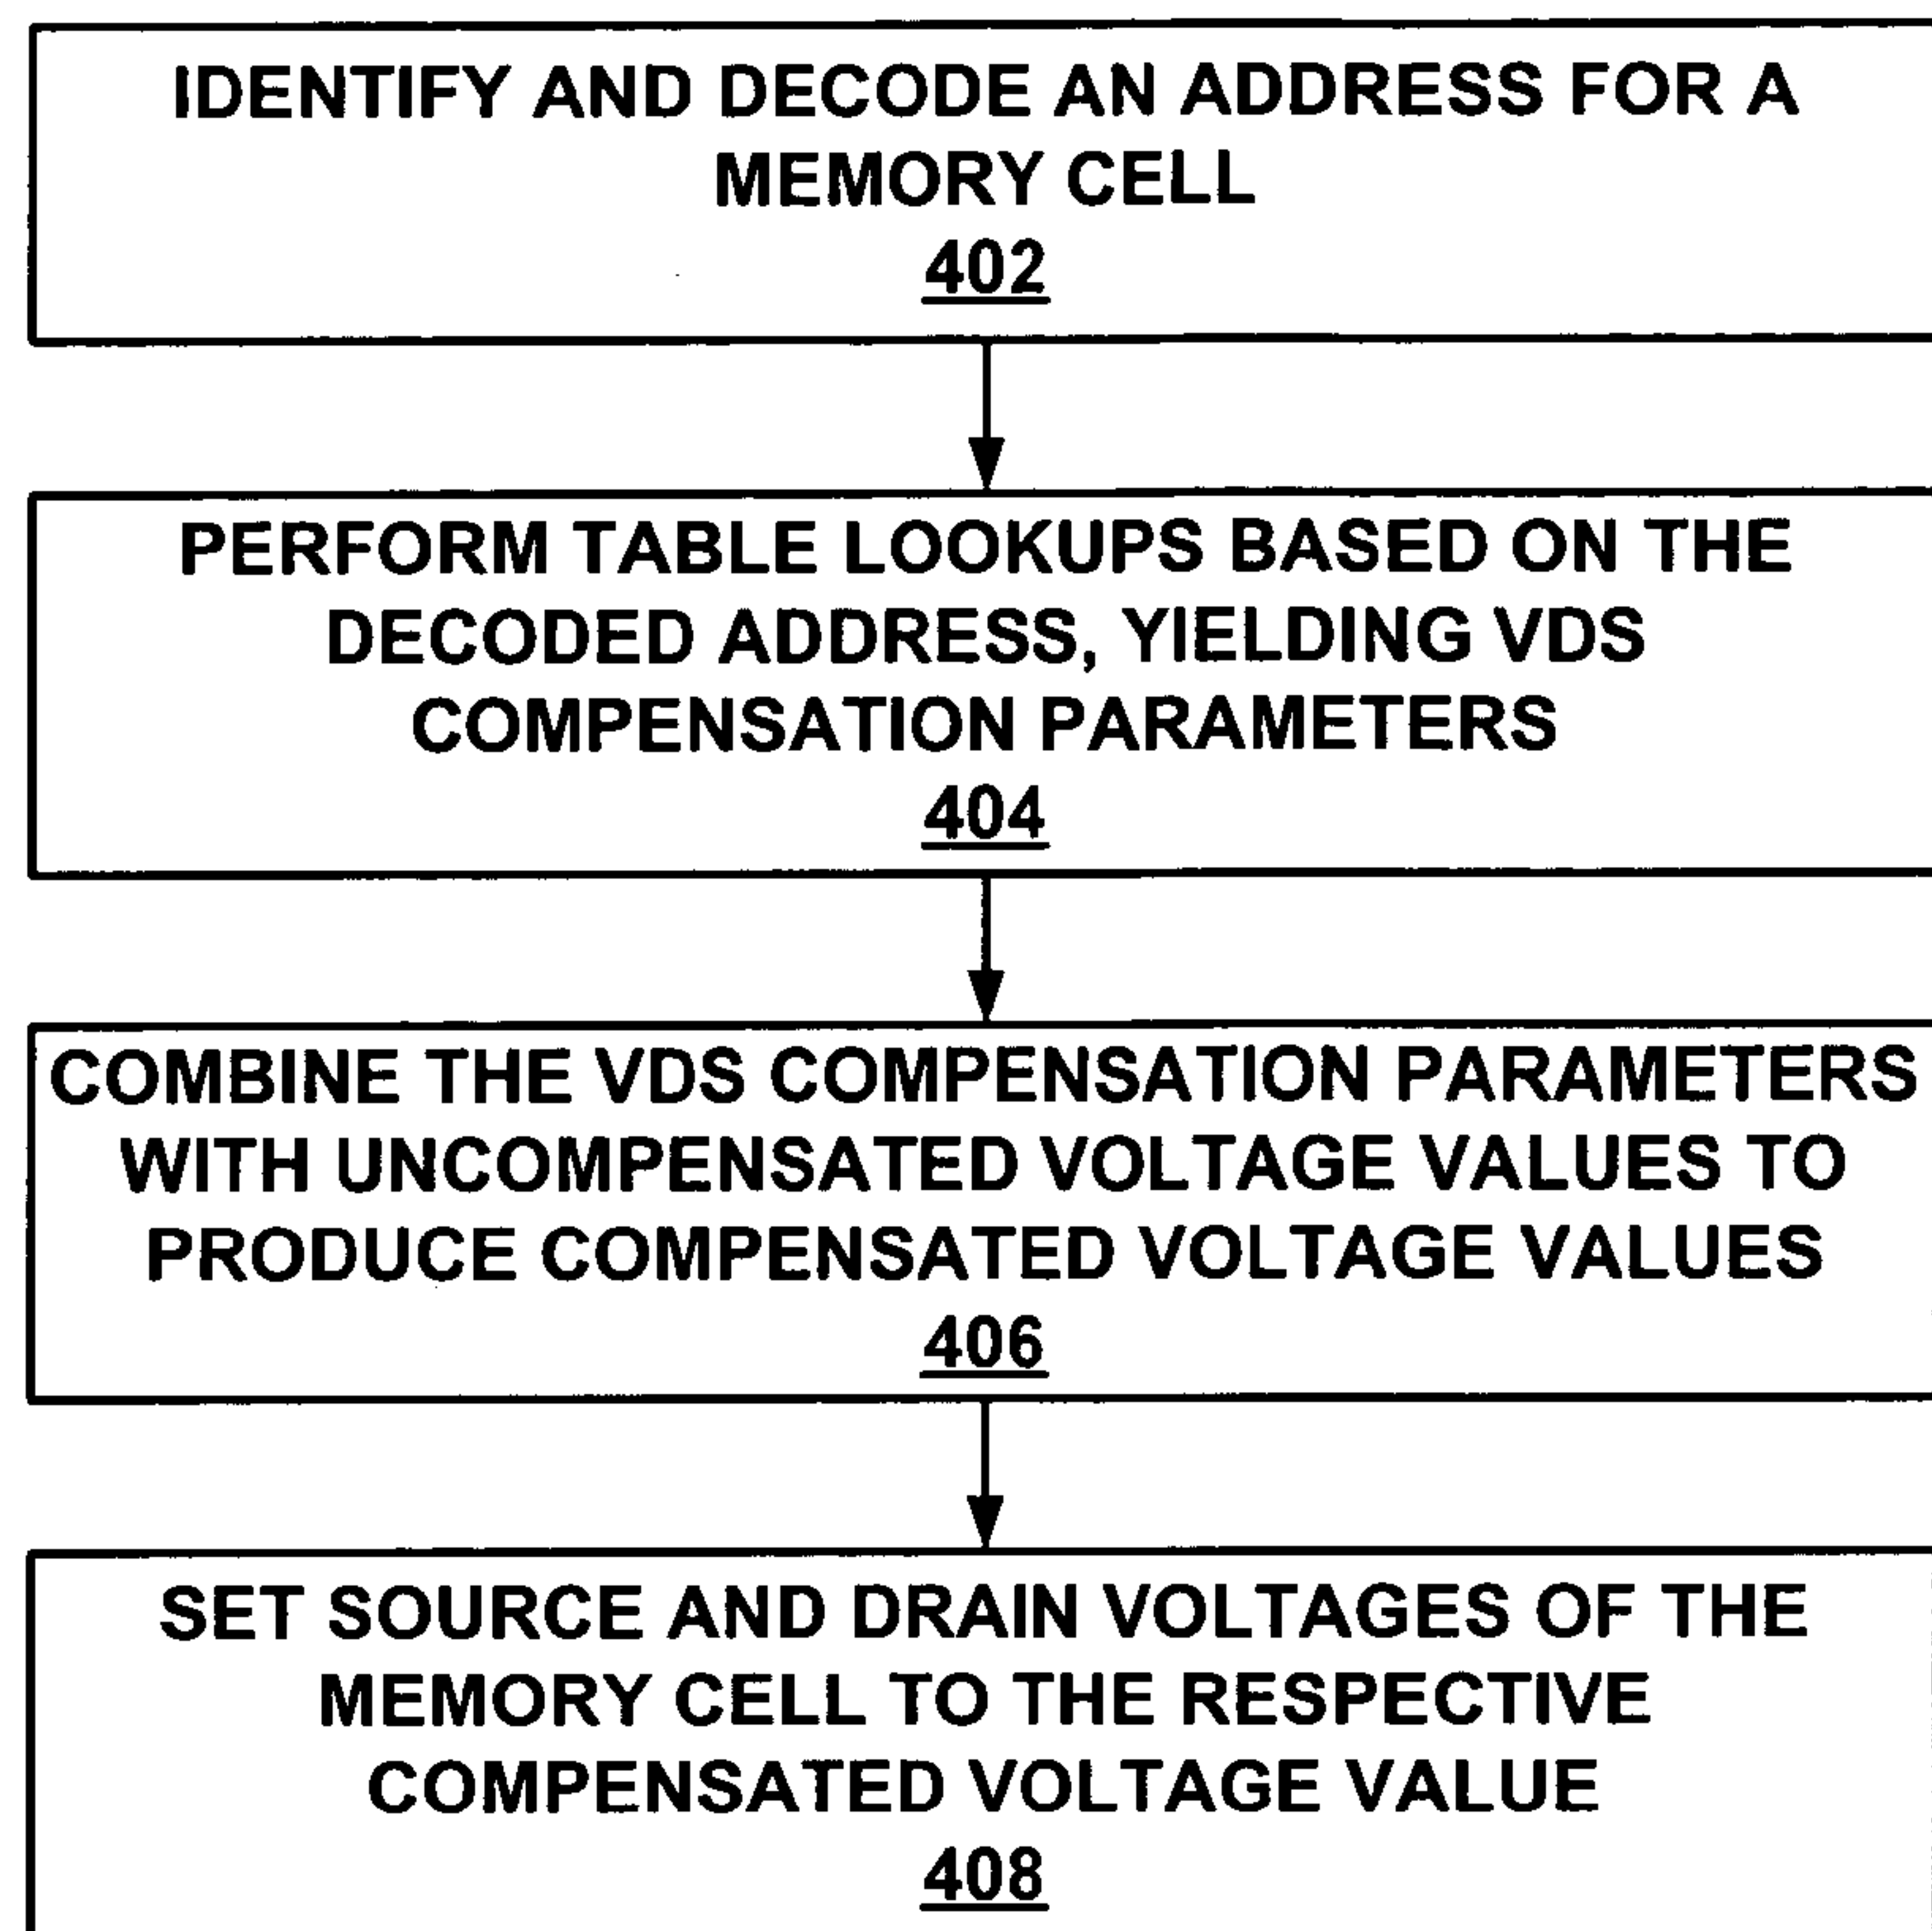 IDENTIFY AND DECODE AN ADDRESS FOR A
MEMORY CELL
402
PERFORM TABLE LOOKUPS BASED ON THE
DECODED ADDRESS, YIELDING VDS
COMPENSATION PARAMETERS
404
COMBINE THE VDS COMPENSATION PARAMETERS
WITH UNCOMPENSATED VOLTAGE VALUES TO
PRODUCE COMPENSATED VOLTAGE VALUES
406
SET SOURCE AND DRAIN VOLTAGES OF THE
MEMORY CELL TO THE RESPECTIVE
COMPENSATED VOLTAGE VALUE
408